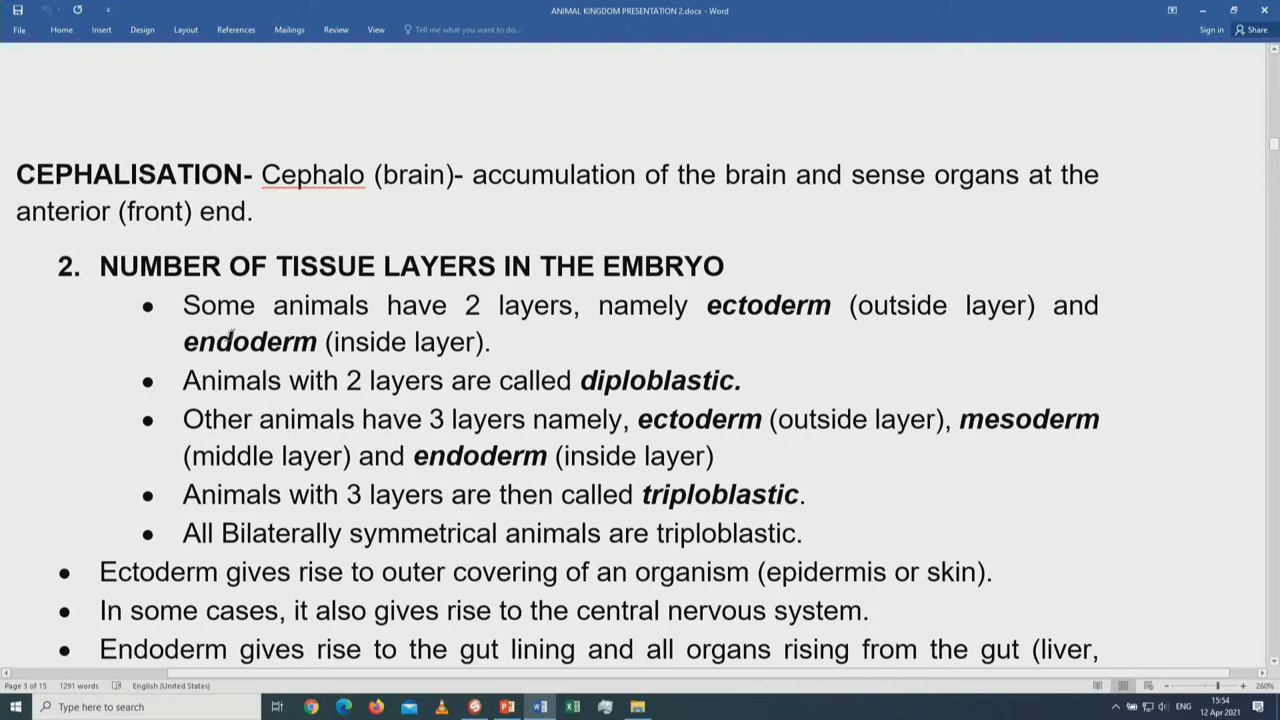 ANIMAL KINGDOM PRESENTATION 2.docx - Word
File Home Insert Design Layout References Mailings Review View Tell me what you want to do... Sign in Share
CEPHALISATION- Cephalo (brain)- accumulation of the brain and sense organs at the
anterior (front) end.
2. NUMBER OF TISSUE LAYERS IN THE EMBRYO
• Some animals have 2 layers, namely ectoderm (outside layer) and
endoderm (inside layer).
• Animals with 2 layers are called diploblastic.
• Other animals have 3 layers namely, ectoderm (outside layer), mesoderm
(middle layer) and endoderm (inside layer)
• Animals with 3 layers are then called triploblastic.
• All Bilaterally symmetrical animals are triploblastic.
• Ectoderm gives rise to outer covering of an organism (epidermis or skin).
• In some cases, it also gives rise to the central nervous system.
• Endoderm gives rise to the gut lining and all organs rising from the gut (liver,
Page 3 of 15 1291 words English (United States) 260%
Type here to search ENG 15:54
12 Apr 2021